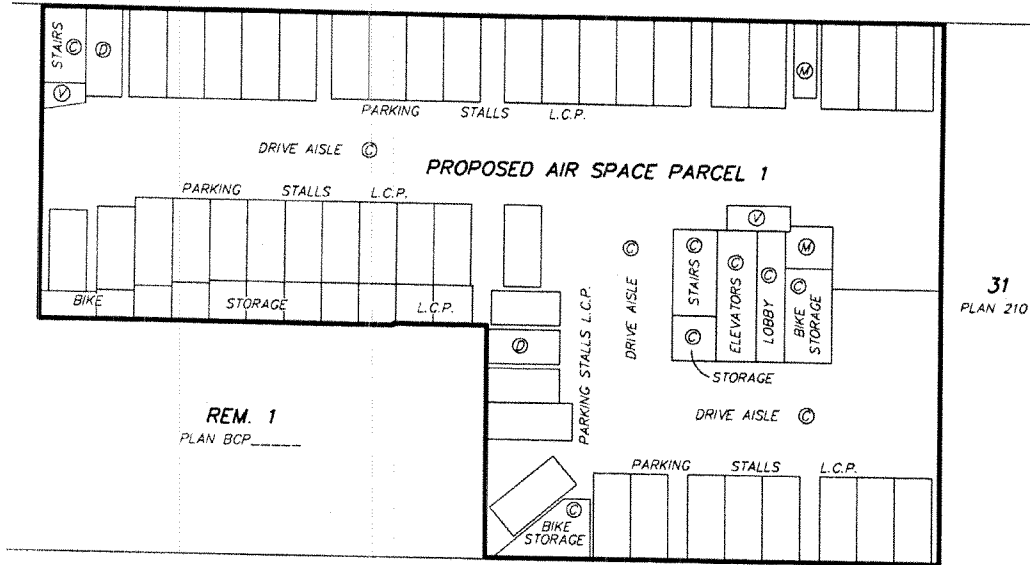 STAIRS Ⓒ
Ⓓ
Ⓥ
Ⓜ
PARKING STALLS L.C.P.
DRIVE AISLE Ⓒ
PROPOSED AIR SPACE PARCEL 1
PARKING STALLS L.C.P.
BIKE STORAGE L.C.P.
REM. 1
PLAN BCP_____
Ⓓ
PARKING STALLS L.C.P.
DRIVE AISLE Ⓒ
Ⓥ
STAIRS Ⓒ
ELEVATORS Ⓒ
LOBBY Ⓒ
Ⓜ
BIKE Ⓒ
STORAGE
Ⓒ
STORAGE
31
PLAN 210
DRIVE AISLE Ⓒ
PARKING STALLS L.C.P.
Ⓒ
BIKE
STORAGE